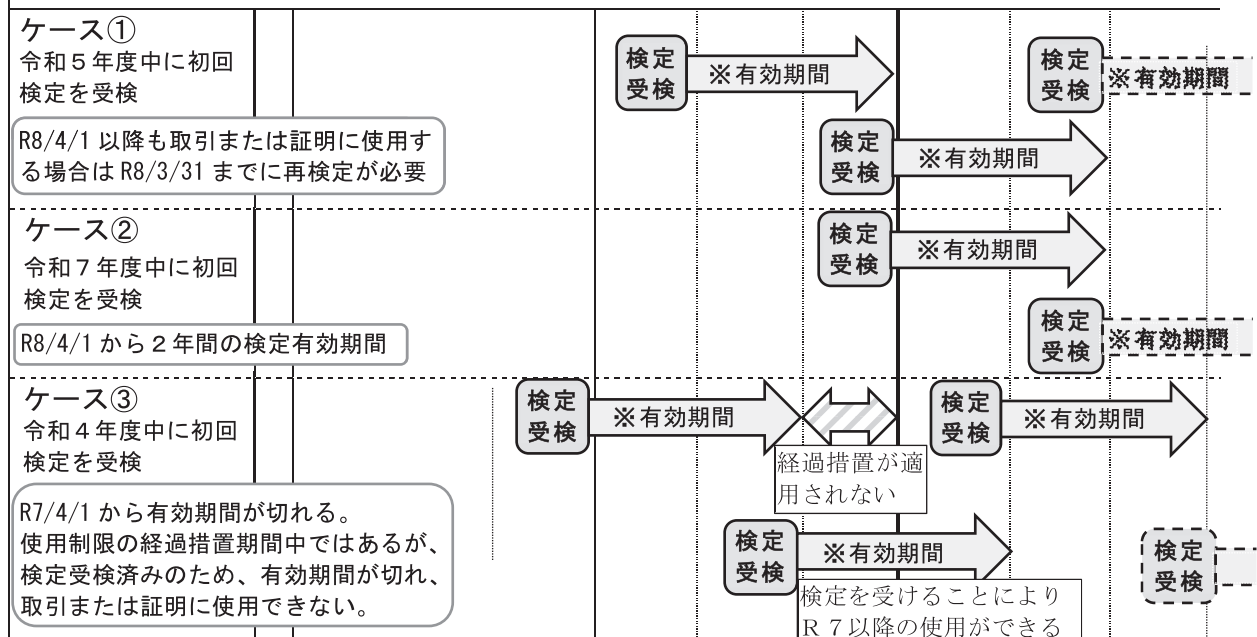 ケース①
令和５年度中に初回
検定を受検
R8/4/1 以降も取引または証明に使用す
る場合は R8/3/31 までに再検定が必要
検定
受検
※有効期間
検定
受検
※有効期間
検定
受検
※有効期間
ケース②
令和７年度中に初回
検定を受検
R8/4/1 から２年間の検定有効期間
検定
受検
※有効期間
検定
受検
※有効期間
ケース③
令和４年度中に初回
検定を受検
R7/4/1 から有効期間が切れる。
使用制限の経過措置期間中ではあるが、
検定受検済みのため、有効期間が切れ、
取引または証明に使用できない。
検定
受検
※有効期間
経過措置が適
用されない
検定
受検
※有効期間
検定
受検
※有効期間
検定を受けることにより
Ｒ７以降の使用ができる
検定
受検